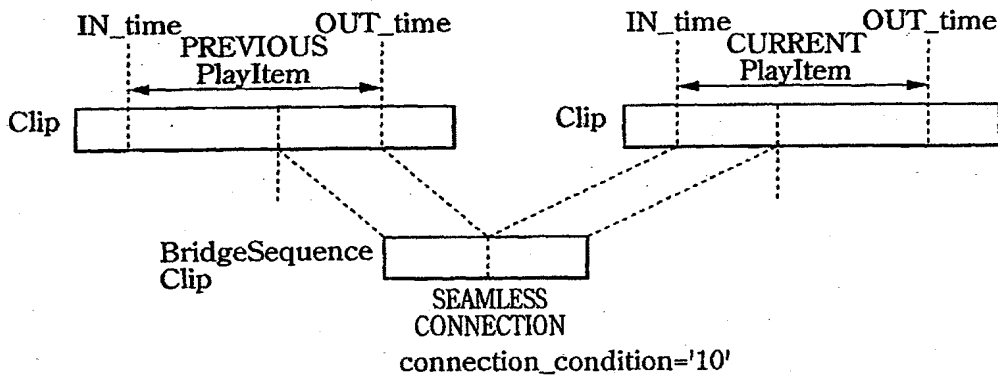 IN_time
OUT_time
PREVIOUS
PlayItem
Clip
IN_time
OUT_time
CURRENT
PlayItem
Clip
BridgeSequence
Clip
SEAMLESS
CONNECTION
connection_condition='10'